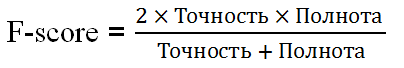 F-score = 2 × Точность × Полнота / Точность + Полнота